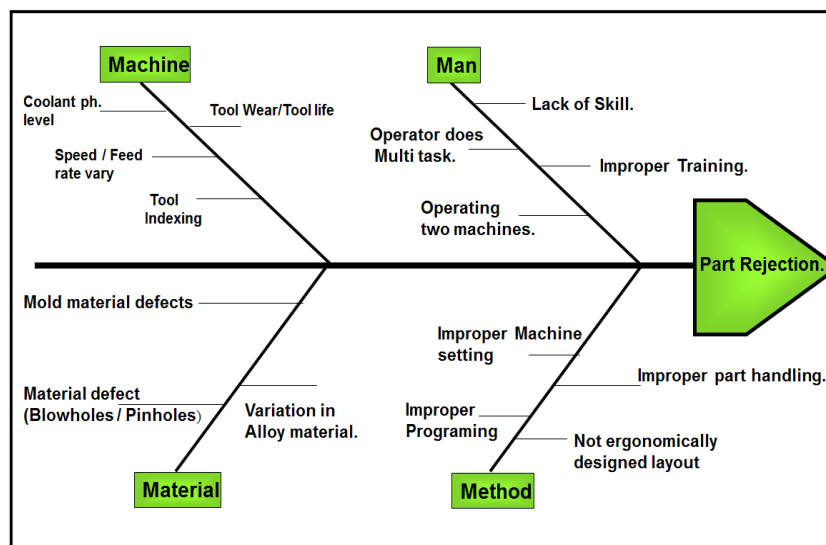 Machine
Man
Coolant ph.
level
Tool Wear/Tool life
Speed / Feed
rate vary
Tool
Indexing
Lack of Skill.
Operator does
Multi task.
Improper Training.
Operating
two machines.
Part Rejection.
Mold material defects
Material defect
(Blowholes / Pinholes)
Variation in
Alloy material.
Improper Machine
setting
Improper part handling.
Improper
Programing
Not ergonomically
designed layout
Material
Method